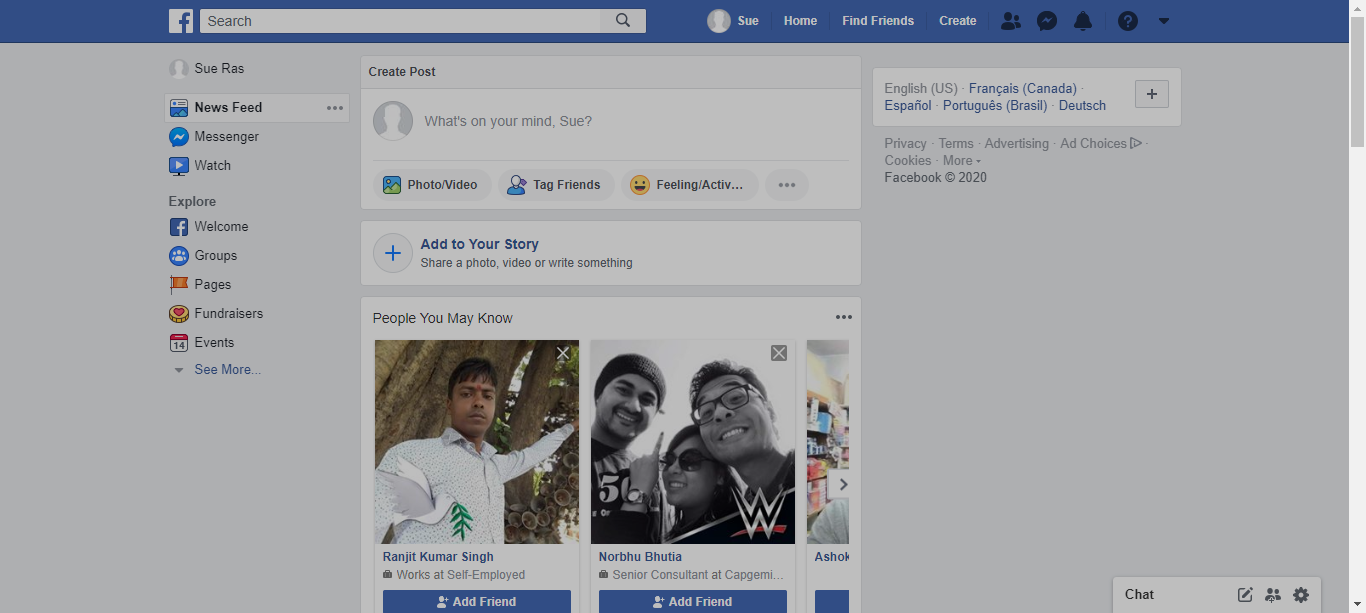 Search
Sue
Home
Find Friends
Create
Sue Ras
News Feed
Messenger
Watch
Explore
Welcome
Groups
Pages
Fundraisers
14
Events
See More...
Create Post
What's on your mind, Sue?
Photo/Video
Tag Friends
Feeling/Activ...
Add to Your Story
Share a photo, video or write something
People You May Know
50
W
Ranjit Kumar Singh
Works at Self-Employed
Add Friend
Norbhu Bhutia
Senior Consultant at Capgemi...
Add Friend
Ashok
English (US) · Français (Canada) ·
Español · Português (Brasil) · Deutsch
Privacy · Terms · Advertising · Ad Choices ·
Cookies · More
Facebook © 2020
Chat